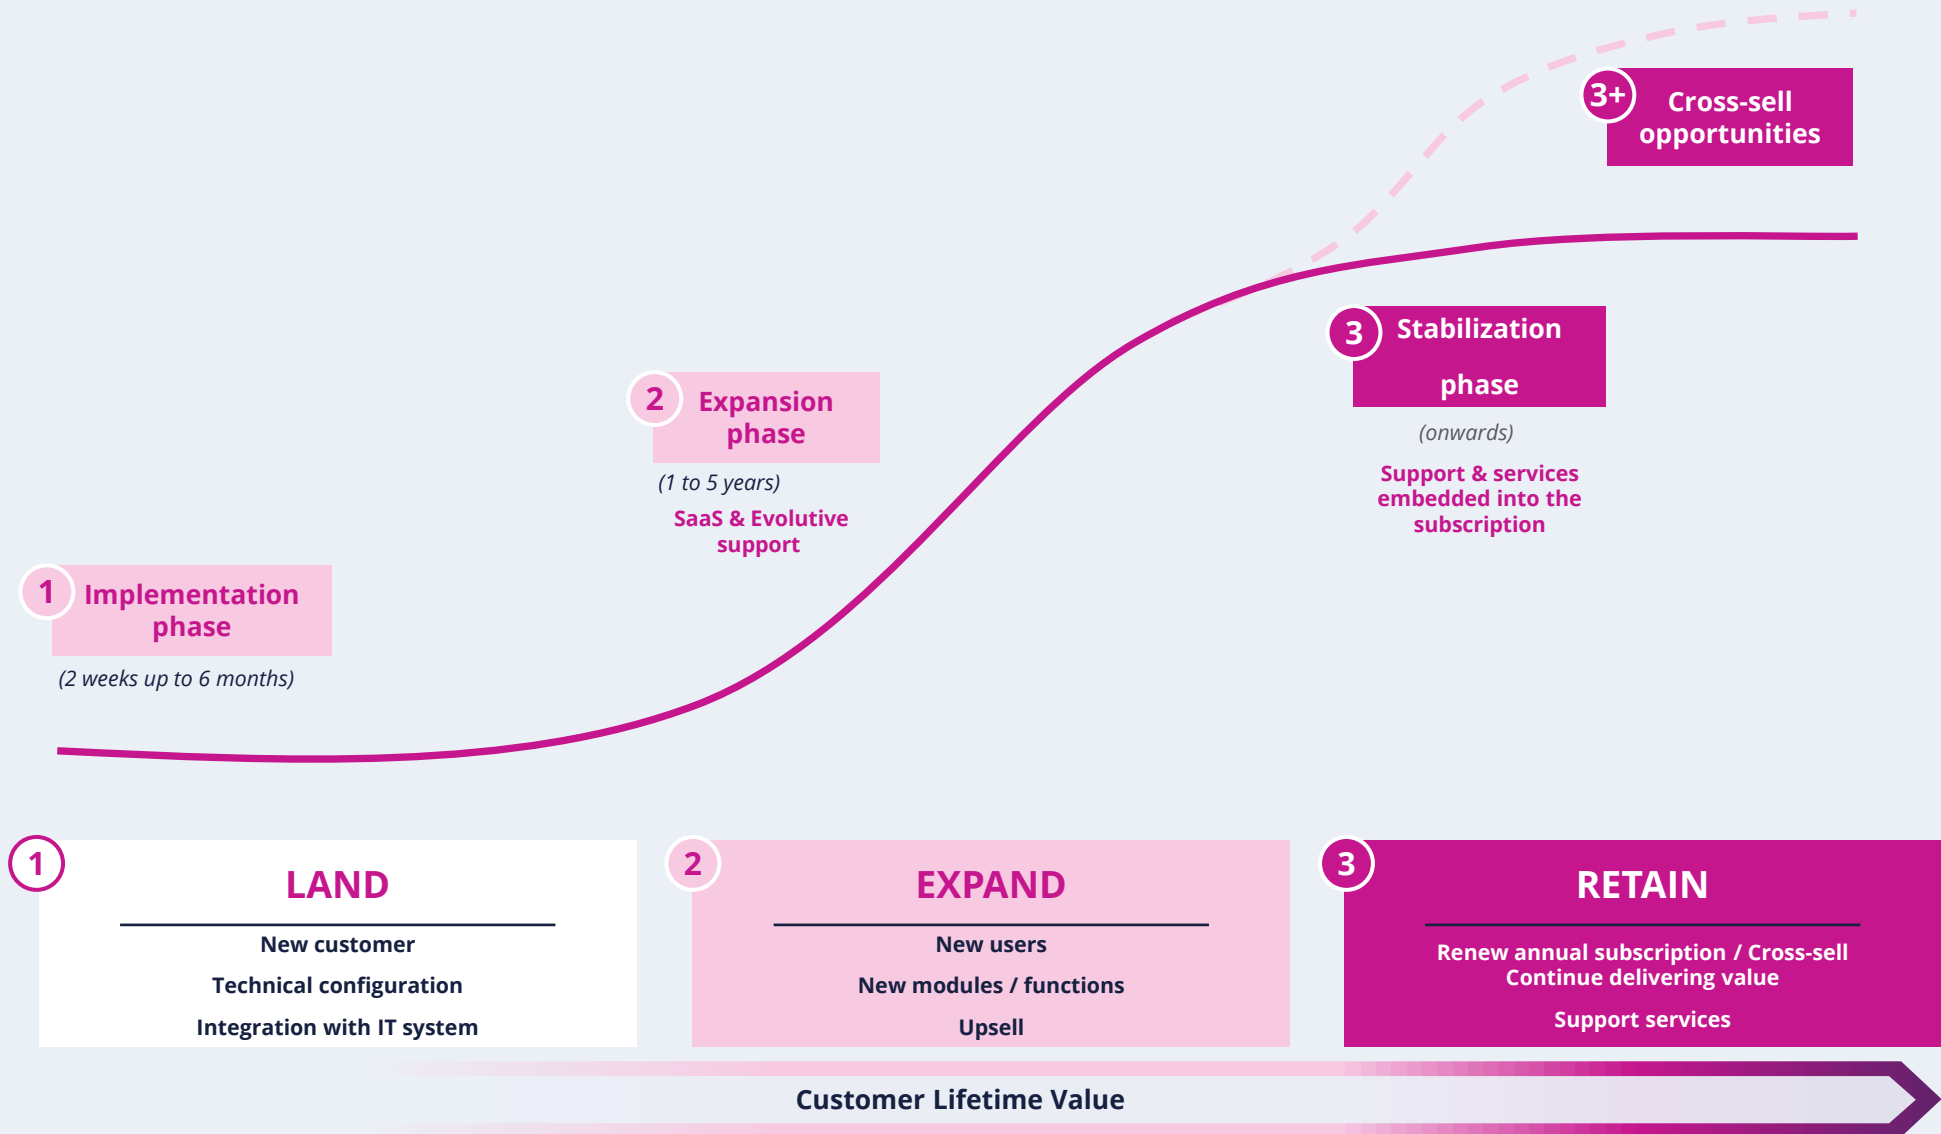 3+
Cross-sell
opportunities
3
Stabilization
phase
(onwards)
Support & services
embedded into the
subscription
2
Expansion
phase
(1 to 5 years)
SaaS & Evolutive
support
1
Implementation
phase
(2 weeks up to 6 months)
1
LAND
New customer
Technical configuration
Integration with IT system
2
EXPAND
New users
New modules / functions
Upsell
3
RETAIN
Renew annual subscription / Cross-sell
Continue delivering value
Support services
Customer Lifetime Value